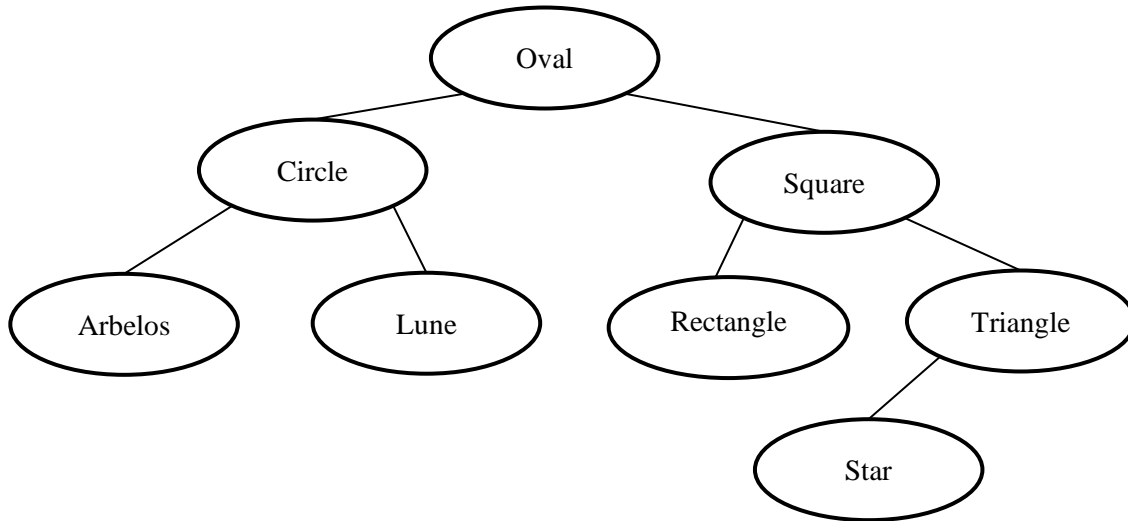 Oval
Circle
Square
Arbelos
Lune
Rectangle
Triangle
Star